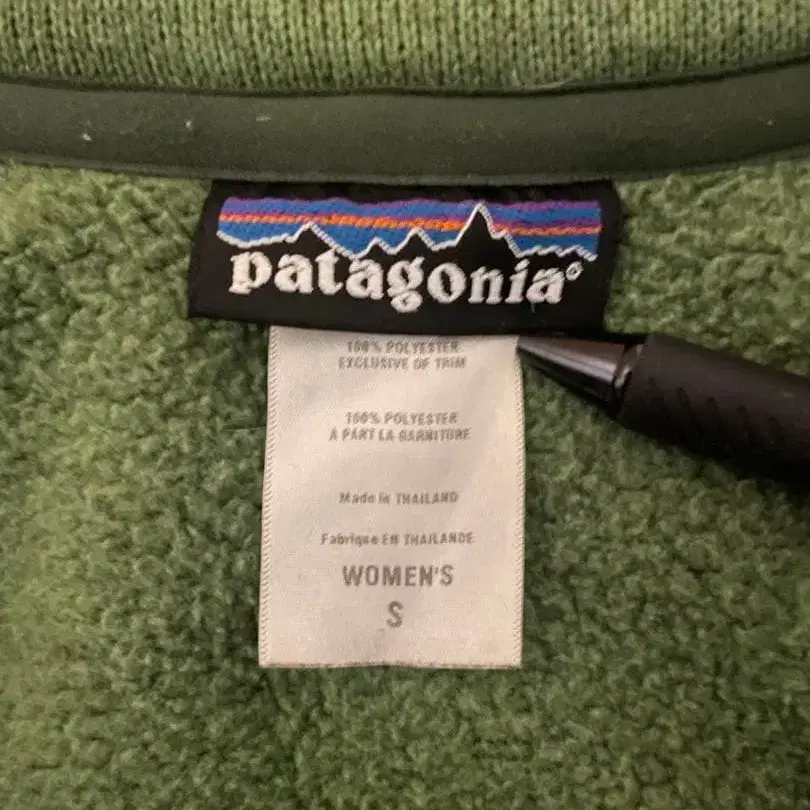 patagonia®
100% POLYESTER
EXCLUSIVE OF TRIM
100% POLYESTER
A PART LA GARNITURE
Made in THAILAND
Fabrique EN THAILANDE
WOMEN'S
S